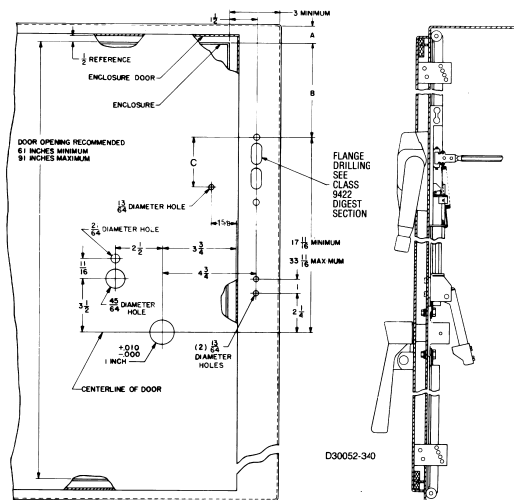 1 1/2
3 MINIMUM
A
1/2 REFERENCE
ENCLOSURE DOOR
ENCLOSURE
B
DOOR OPENING RECOMMENDED
61 INCHES MINIMUM
91 INCHES MAXIMUM
C
FLANGE
DRILLING
SEE
CLASS
9422
DIGEST
SECTION
13/64 DIAMETER HOLE
1 5/8
21/64 DIAMETER HOLE
2 1/2
3 3/4
17 11/16 MINIMUM
33 11/16 MAXIMUM
4 3/4
11/16
1
3 1/2
45/64 DIAMETER
HOLE
2 1/4
+.010
-.000
1 INCH
(2) 13/64
DIAMETER
HOLES
CENTERLINE OF DOOR
D30052-340